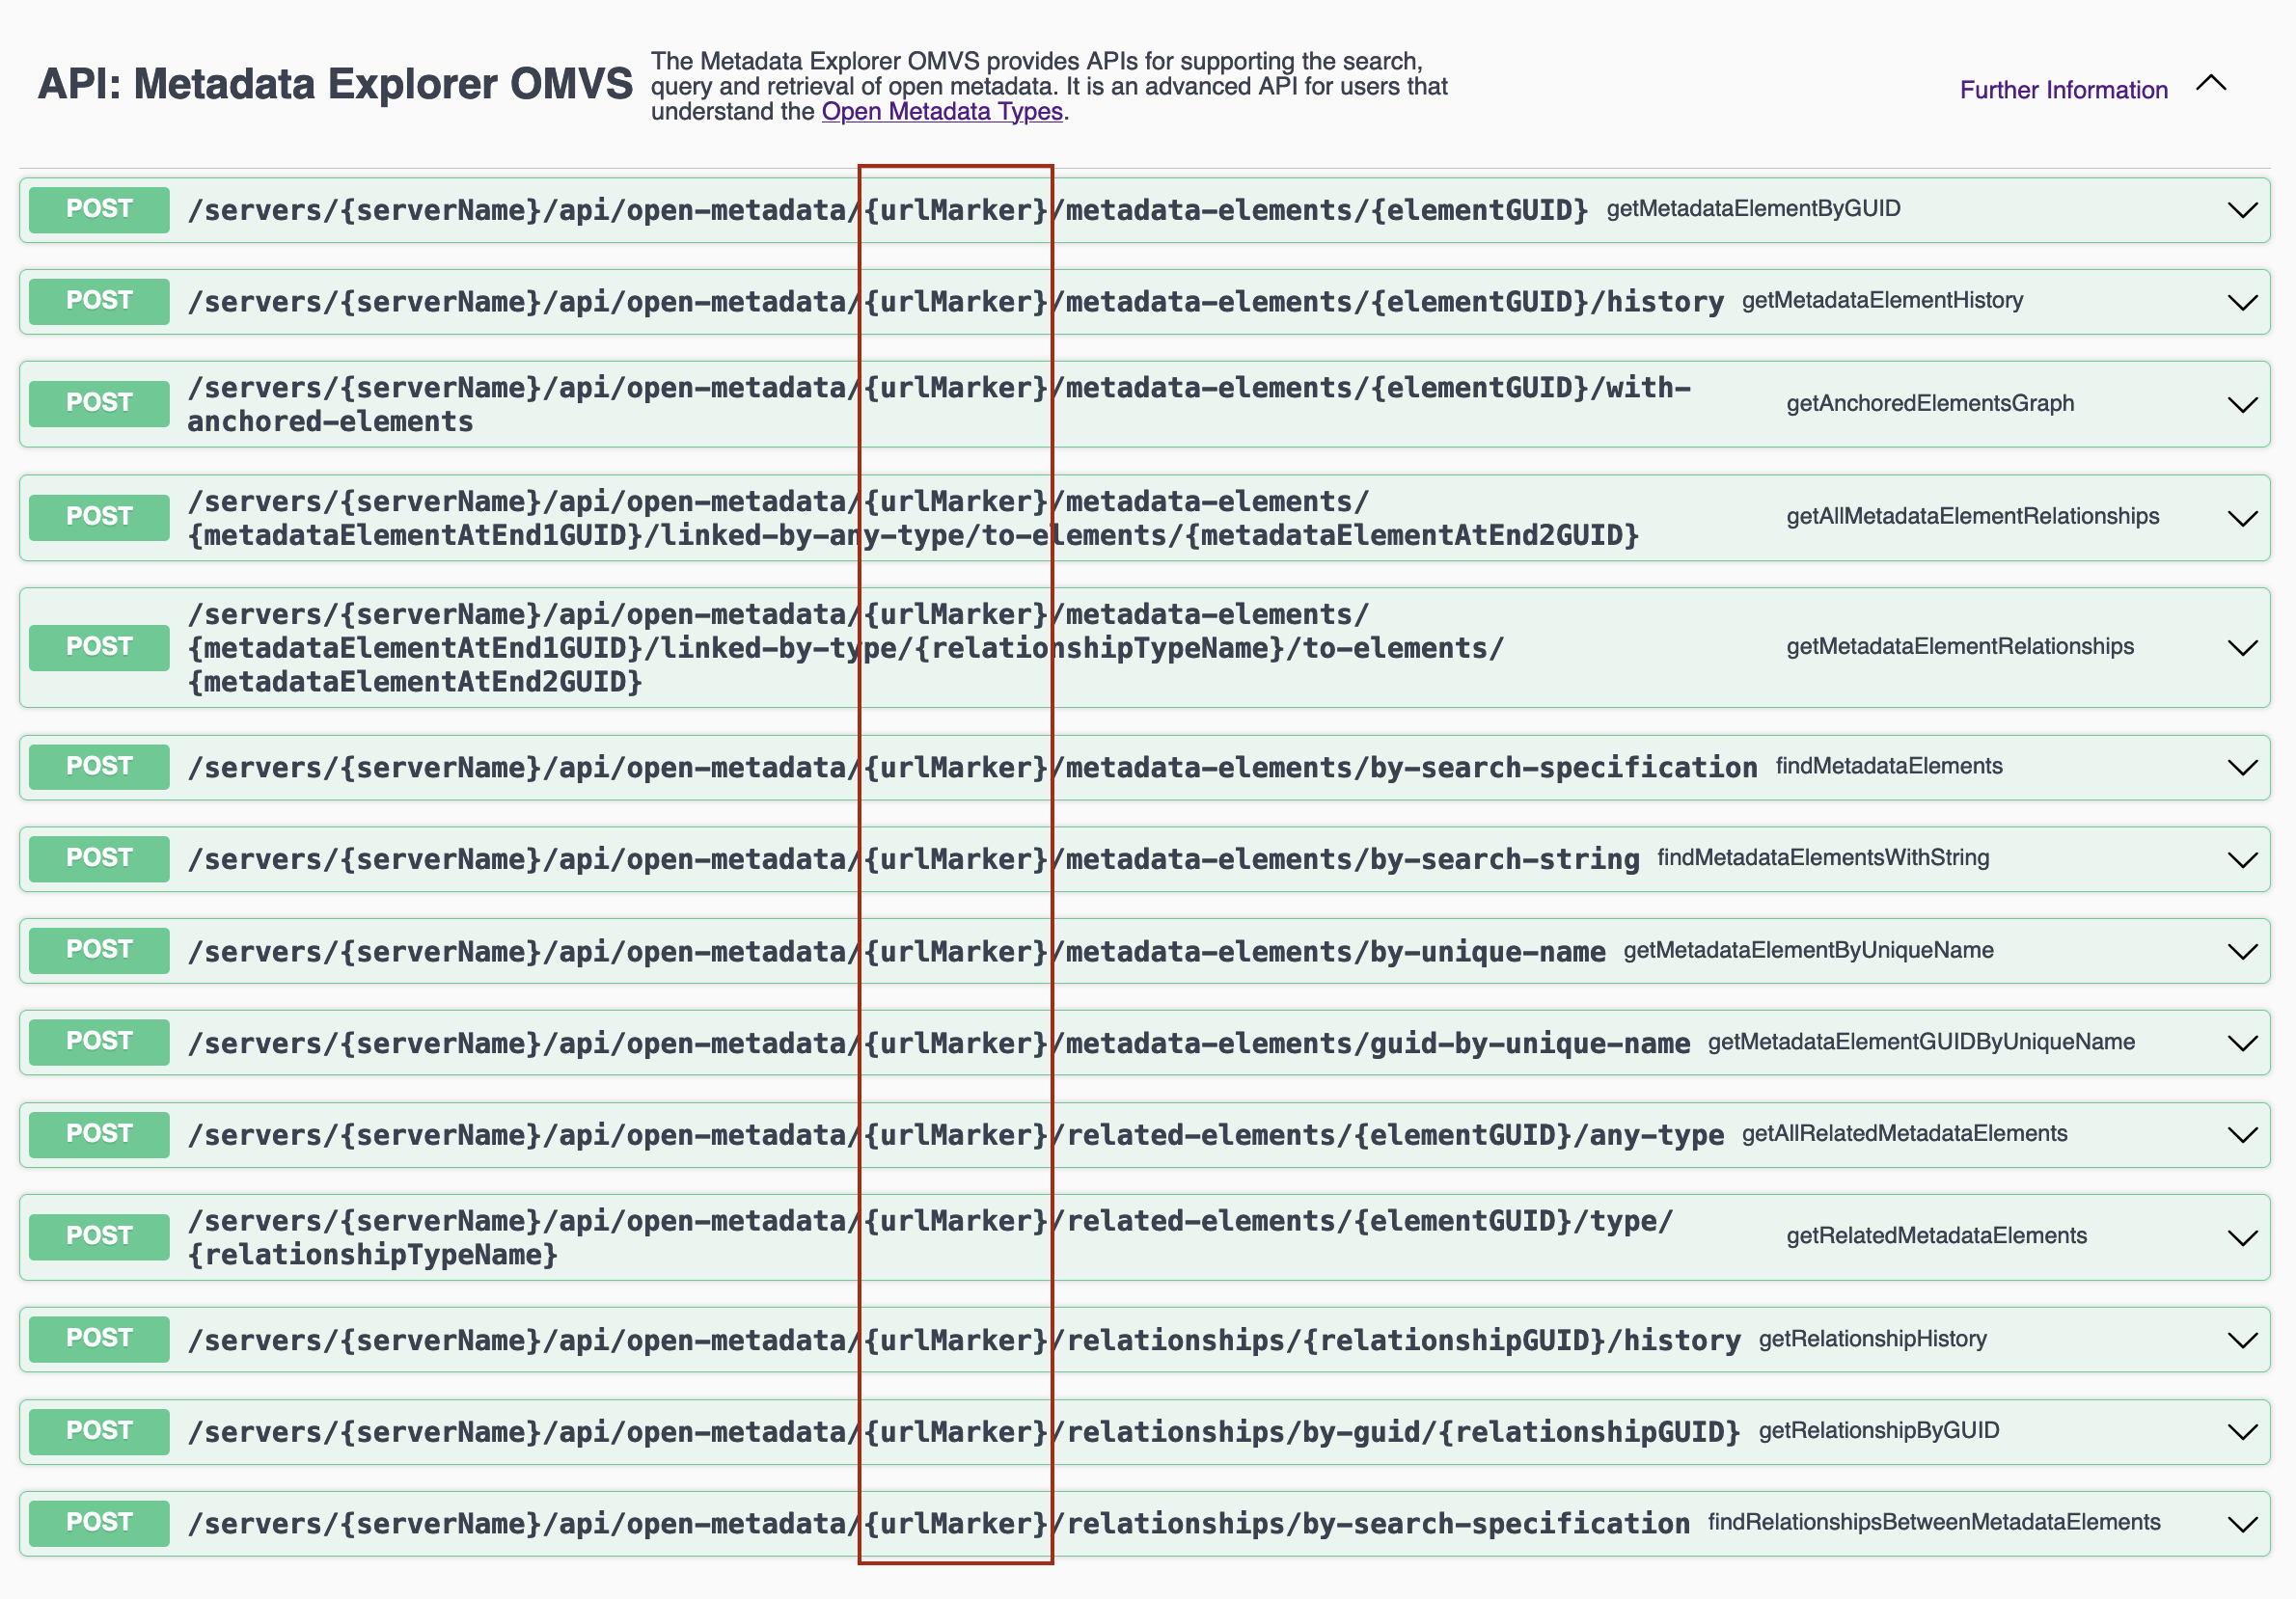 API: Metadata Explorer OMVS
The Metadata Explorer OMVS provides APIs for supporting the search,
query and retrieval of open metadata. It is an advanced API for users that
understand the Open Metadata Types.
Further Information
POST /servers/{serverName}/api/open-metadata/{urlMarker}/metadata-elements/{elementGUID} getMetadataElementByGUID
POST /servers/{serverName}/api/open-metadata/{urlMarker}/metadata-elements/{elementGUID}/history getMetadataElementHistory
POST /servers/{serverName}/api/open-metadata/{urlMarker}/metadata-elements/{elementGUID}/with-
anchored-elements
getAnchoredElementsGraph
POST /servers/{serverName}/api/open-metadata/{urlMarker}/metadata-elements/
{metadataElementAtEnd1GUID}/linked-by-any-type/to-elements/{metadataElementAtEnd2GUID}
getAllMetadataElementRelationships
POST /servers/{serverName}/api/open-metadata/{urlMarker}/metadata-elements/
{metadataElementAtEnd1GUID}/linked-by-type/{relationshipTypeName}/to-elements/
{metadataElementAtEnd2GUID}
getMetadataElementRelationships
POST /servers/{serverName}/api/open-metadata/{urlMarker}/metadata-elements/by-search-specification findMetadataElements
POST /servers/{serverName}/api/open-metadata/{urlMarker}/metadata-elements/by-search-string findMetadataElementsWithString
POST /servers/{serverName}/api/open-metadata/{urlMarker}/metadata-elements/by-unique-name getMetadataElementByUniqueName
POST /servers/{serverName}/api/open-metadata/{urlMarker}/metadata-elements/guid-by-unique-name getMetadataElementGUIDByUniqueName
POST /servers/{serverName}/api/open-metadata/{urlMarker}/related-elements/{elementGUID}/any-type getAllRelatedMetadataElements
POST /servers/{serverName}/api/open-metadata/{urlMarker}/related-elements/{elementGUID}/type/
{relationshipTypeName}
getRelatedMetadataElements
POST /servers/{serverName}/api/open-metadata/{urlMarker}/relationships/{relationshipGUID}/history getRelationshipHistory
POST /servers/{serverName}/api/open-metadata/{urlMarker}/relationships/by-guid/{relationshipGUID} getRelationshipByGUID
POST /servers/{serverName}/api/open-metadata/{urlMarker}/relationships/by-search-specification findRelationshipsBetweenMetadataElements